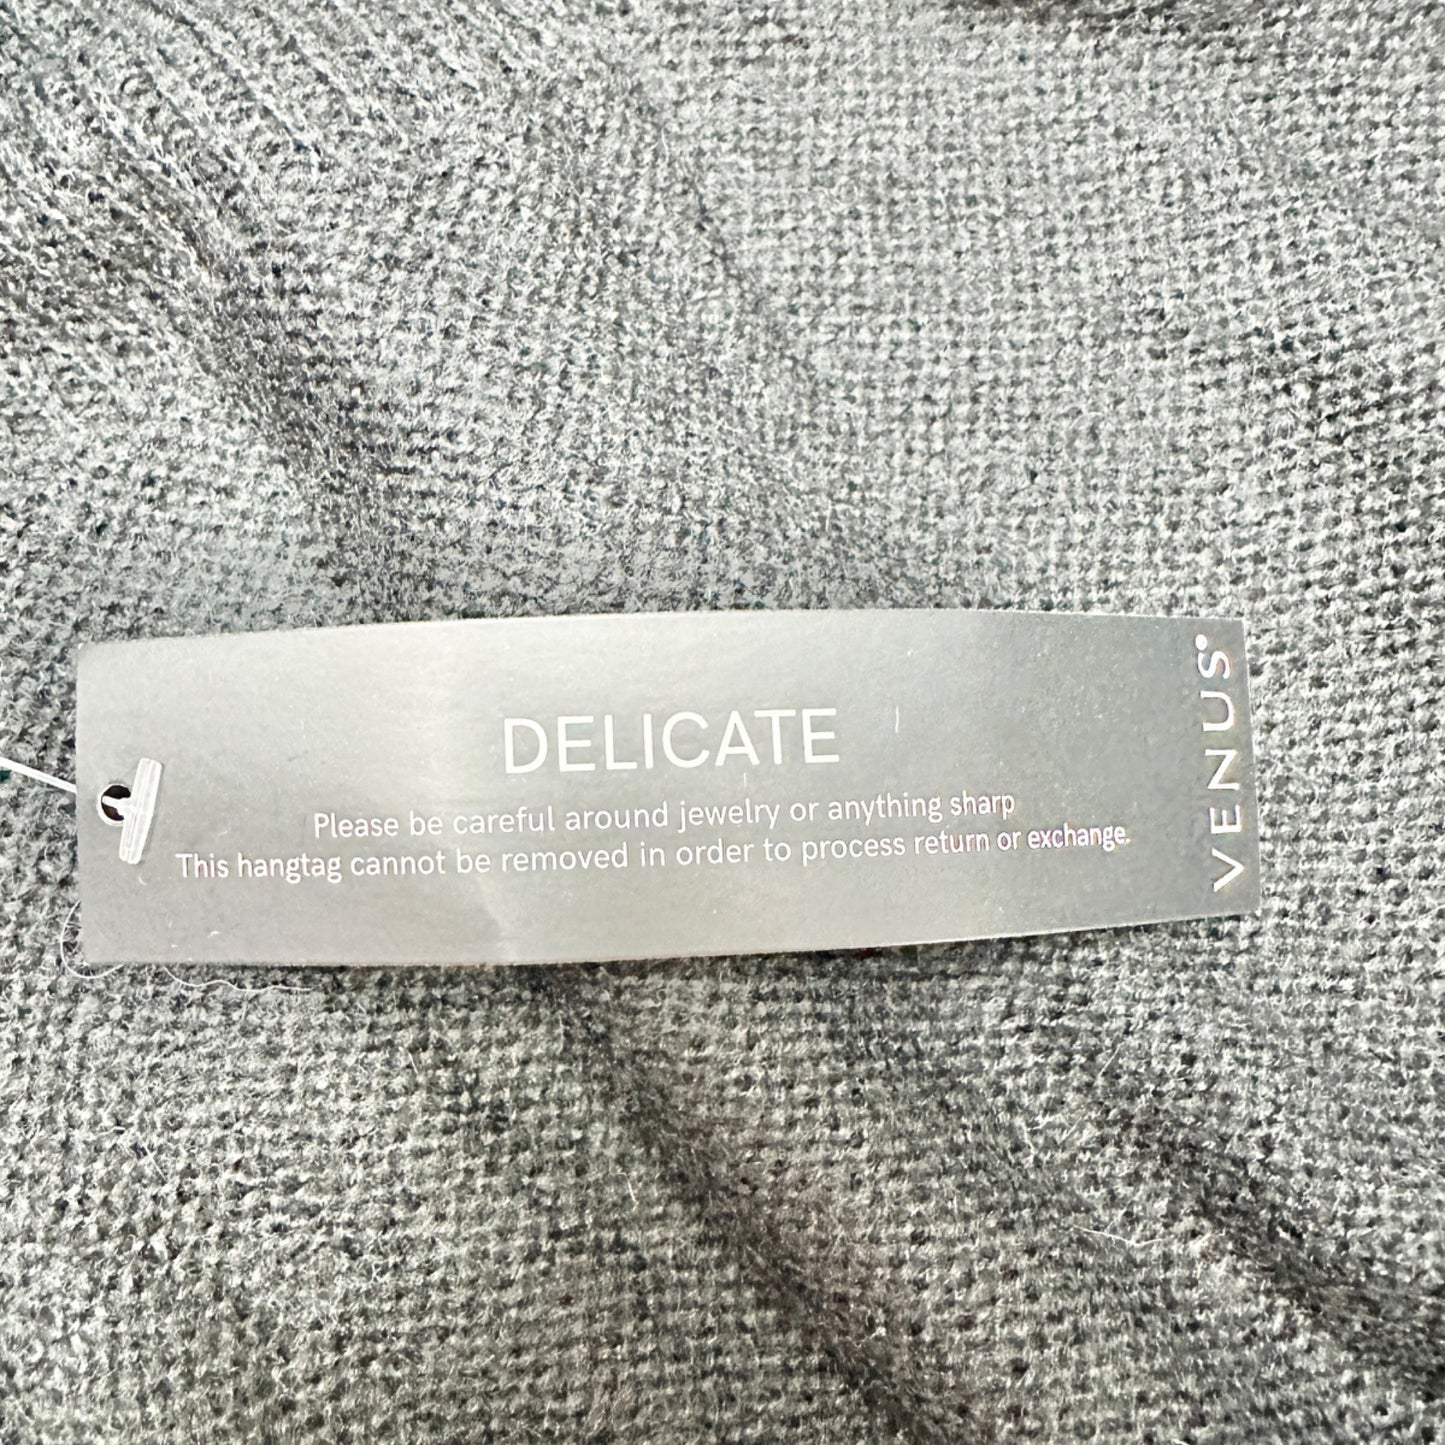 DELICATE
Please be careful around jewelry or anything sharp
This hangtag cannot be removed in order to process return or exchange.
VENUS